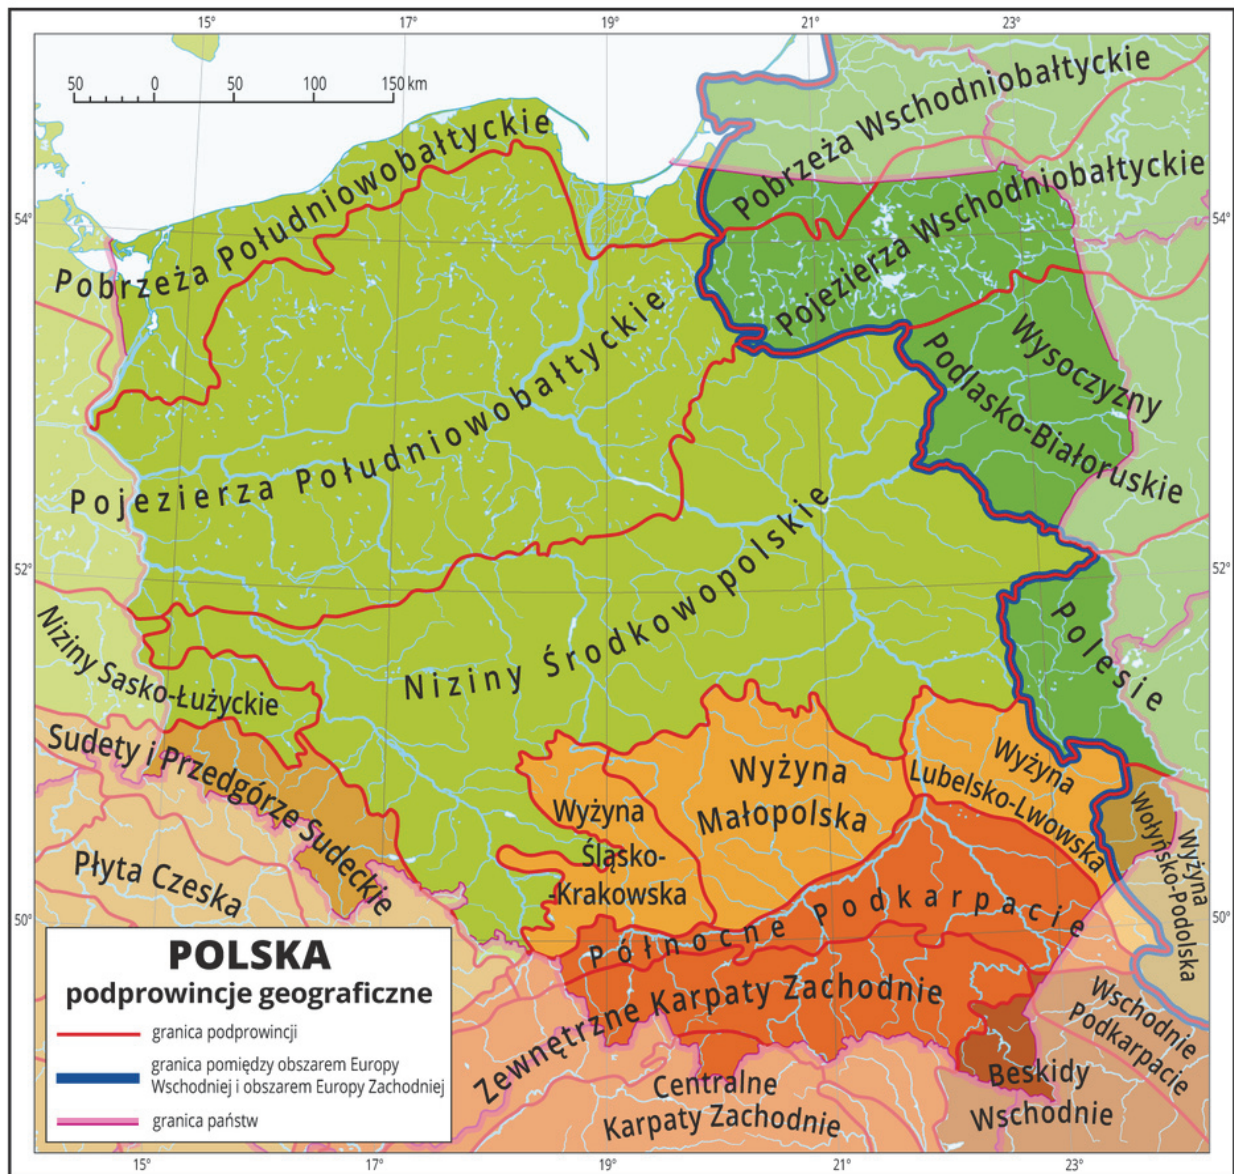 15°
17°
19°
21°
23°
50 0 50 100 150 km
Pobrzeża Wschodniobałtyckie
Pobrzeża Południowobałtyckie
Pojezierza Wschodniobałtyckie
54°
54°
Pojezierza Południowobałtyckie
Wysoczyzny
Podlasko-Białoruskie
52°
52°
Niziny Środkowopolskie
Polesie
Niziny Sasko-Łużyckie
Sudety i Przedgórze Sudeckie
Wyżyna
Śląsko-
-Krakowska
Wyżyna
Małopolska
Wyżyna
Lubelsko-Lwowska
Wyżyna
Wołyńsko-Podolska
Płyta Czeska
50°
50°
Północne Podkarpacie
Zewnętrzne Karpaty Zachodnie
Wschodnie
Podkarpacie
Centralne
Karpaty Zachodnie
Beskidy
Wschodnie
POLSKA
podprowincje geograficzne
granica podprowincji
granica pomiędzy obszarem Europy
Wschodniej i obszarem Europy Zachodniej
granica państw
15°
17°
19°
21°
23°